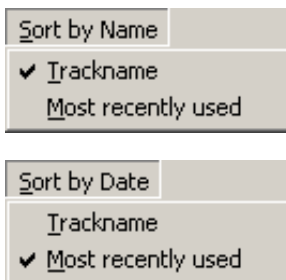 Sort by Name
✔ Trackname
Most recently used
Sort by Date
Trackname
✔ Most recently used